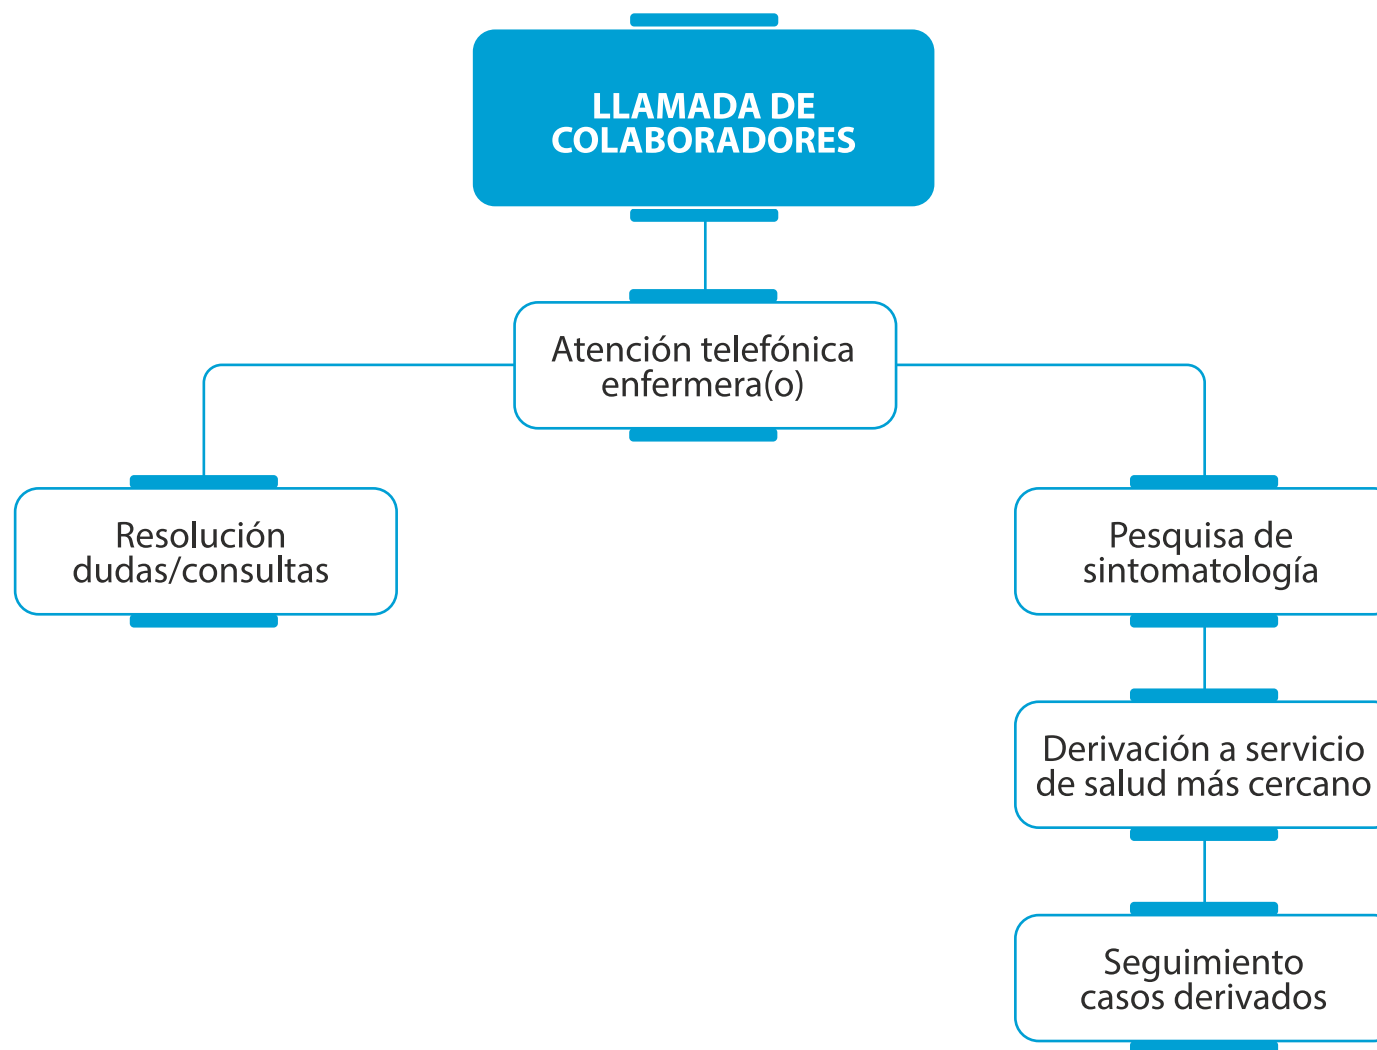 LLAMADA DE
COLABORADORES
Atención telefónica
enfermera(o)
Resolución
dudas/consultas
Pesquisa de
sintomatología
Derivación a servicio
de salud más cercano
Seguimiento
casos derivados